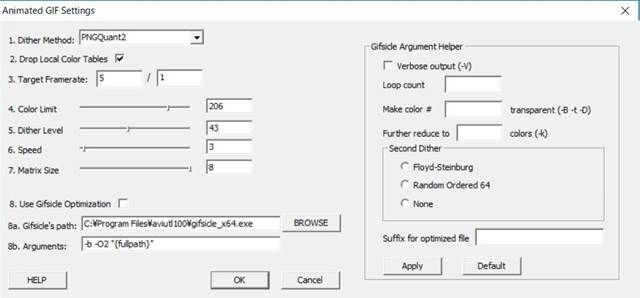 Animated GIF Settings
1. Dither Method: PNGQuant2
2. Drop Local Color Tables
3. Target Framerate: 5 / 1
4. Color Limit 206
5. Dither Level 43
6. Speed 3
7. Matrix Size 8
8. Use Gifsicle Optimization
8a. Gifsicle's path: C:¥Program Files¥aviutl100¥gifsicle_x64.exe BROWSE
8b. Arguments: -b -O2 "{fullpath}"
HELP OK Cancel
Gifsicle Argument Helper
Verbose output (-V)
Loop count
Make color # transparent (-B -t -D)
Further reduce to colors (-k)
Second Dither
Floyd-Steinburg
Random Ordered 64
None
Suffix for optimized file
Apply Default